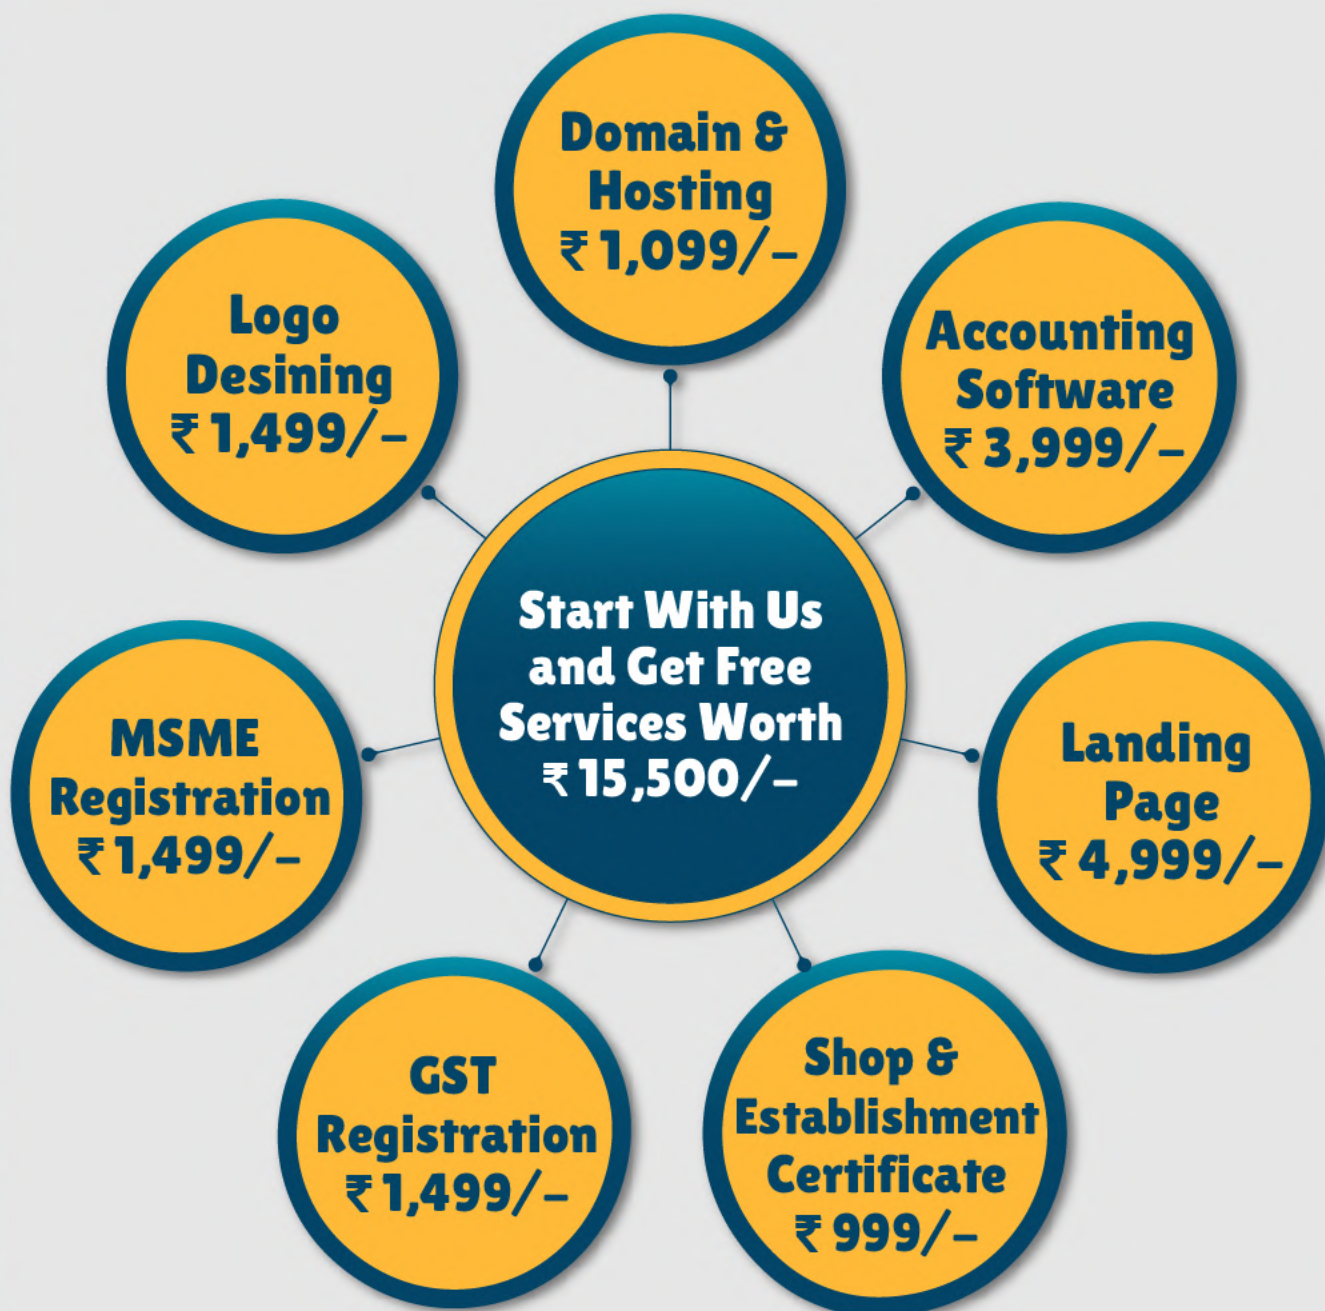 Domain &
Hosting
₹ 1,099/-
Logo
Desining
₹ 1,499/-
Accounting
Software
₹ 3,999/-
Start With Us
and Get Free
Services Worth
₹ 15,500/-
MSME
Registration
₹ 1,499/-
Landing
Page
₹ 4,999/-
GST
Registration
₹ 1,499/-
Shop &
Establishment
Certificate
₹ 999/-